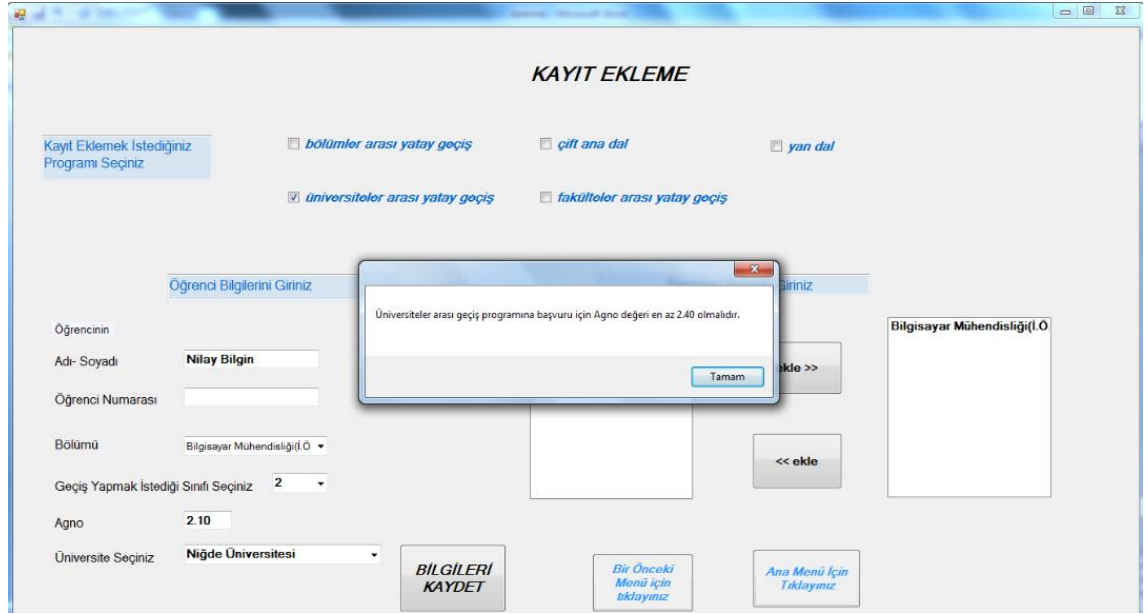 KAYIT EKLEME
Kayıt Eklemek İstediğiniz
Programı Seçiniz
bölümler arası yatay geçiş
çift ana dal
yan dal
üniversiteler arası yatay geçiş
fakülteler arası yatay geçiş
Öğrenci Bilgilerini Giriniz
Giriniz
Üniversiteler arası geçiş programına başvuru için Agno değeri en az 2.40 olmalıdır.
Tamam
Öğrencinin
Adı- Soyadı
Nilay Bilgin
Öğrenci Numarası
Bölümü
Bilgisayar Mühendisliği(İ.Ö
Geçiş Yapmak İstediği Sınıfı Seçiniz
2
Agno
2.10
Üniversite Seçiniz
Niğde Üniversitesi
ekle >>
<< ekle
Bilgisayar Mühendisliği(İ.Ö
BİLGİLERİ
KAYDET
Bir Önceki
Menü için
tıklayınız
Ana Menü İçin
Tıklayınız